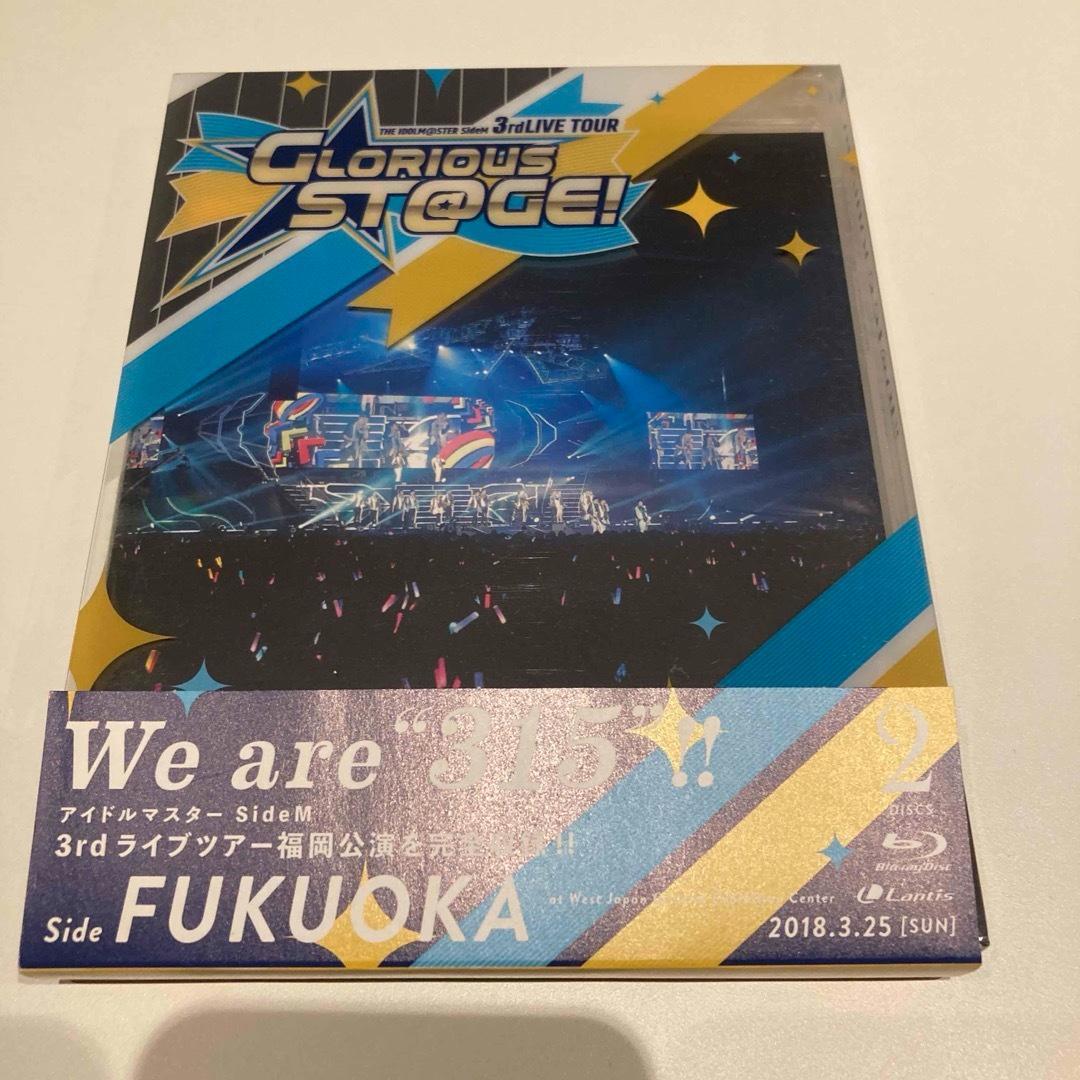 THE IDOLM@STER SideM 3rdLIVE TOUR
GLORIOUS
ST@GE!
We are "315"!!
2
DISCS
アイドルマスター SideM
3rdライブツアー福岡公演を完全!!
Blu-ray Disc
Side FUKUOKA
at West Japan Center
Lantis
2018.3.25 [SUN]